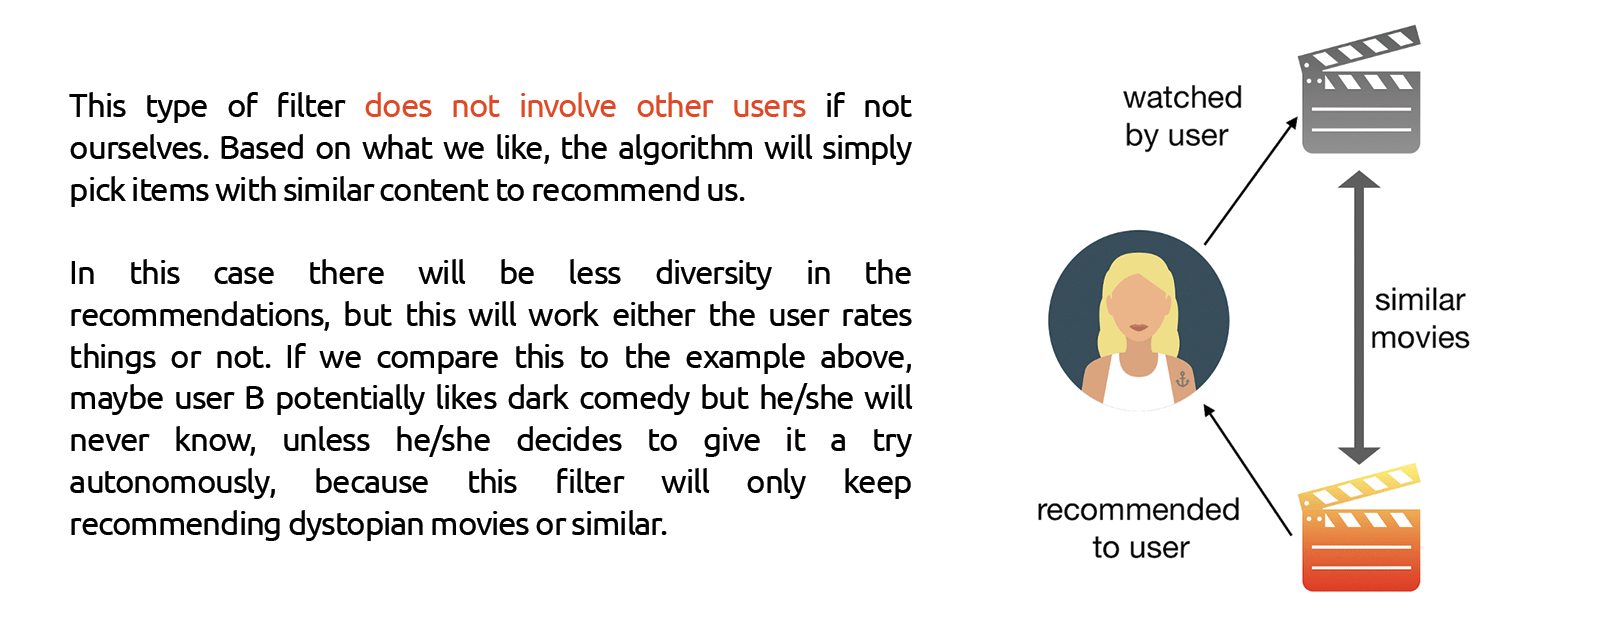 This type of filter does not involve other users if not
ourselves. Based on what we like, the algorithm will simply
pick items with similar content to recommend us.
In this case there will be less diversity in the
recommendations, but this will work either the user rates
things or not. If we compare this to the example above,
maybe user B potentially likes dark comedy but he/she will
never know, unless he/she decides to give it a try
autonomously, because this filter will only keep
recommending dystopian movies or similar.
watched
by user
similar
movies
recommended
to user